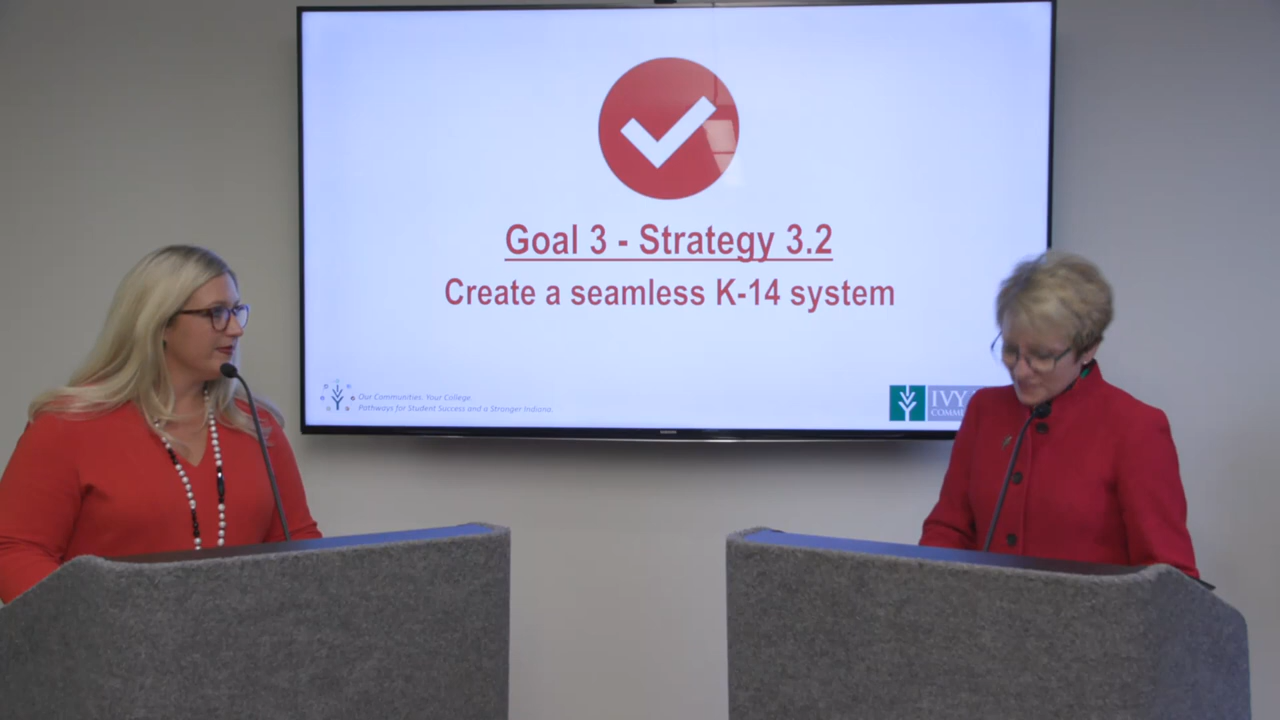 Goal 3 - Strategy 3.2
Create a seamless K-14 system
Our Communities. Your College.
Pathways for Student Success and a Stronger Indiana.
IVY